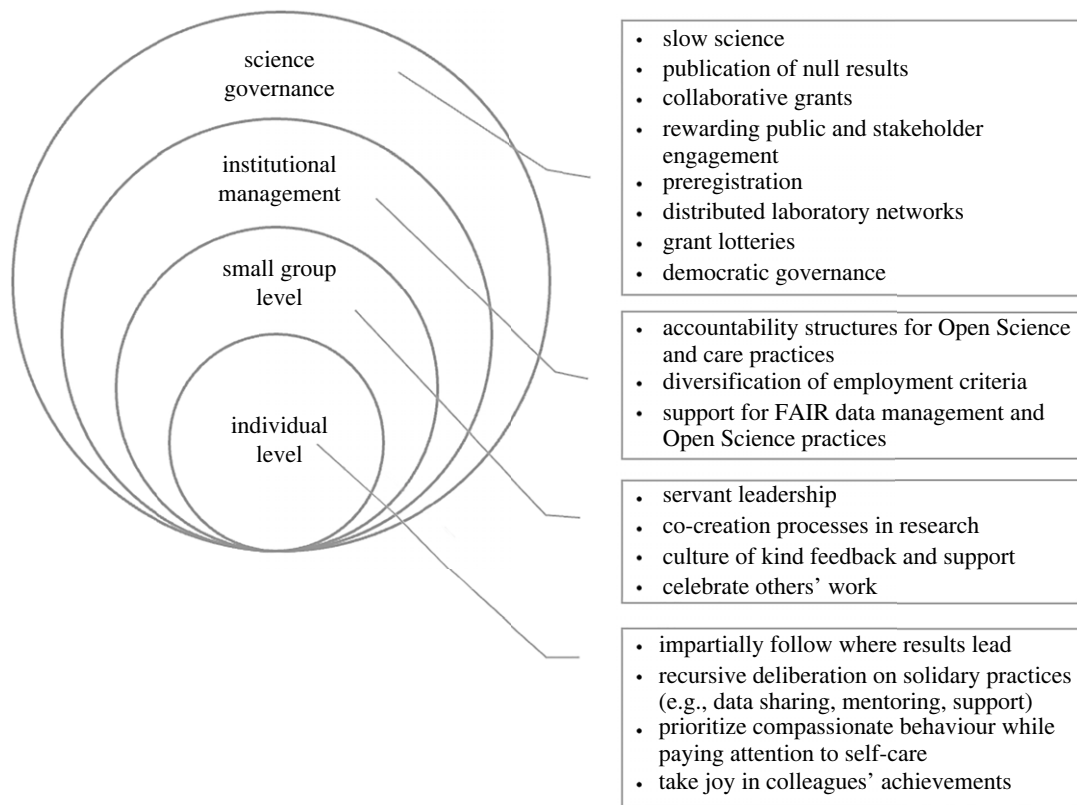 science
governance
institutional
management
small group
level
individual
level
• slow science
• publication of null results
• collaborative grants
• rewarding public and stakeholder
engagement
• preregistration
• distributed laboratory networks
• grant lotteries
• democratic governance
• accountability structures for Open Science
and care practices
• diversification of employment criteria
• support for FAIR data management and
Open Science practices
• servant leadership
• co-creation processes in research
• culture of kind feedback and support
• celebrate others’ work
• impartially follow where results lead
• recursive deliberation on solidary practices
(e.g., data sharing, mentoring, support)
• prioritize compassionate behaviour while
paying attention to self-care
• take joy in colleagues’ achievements